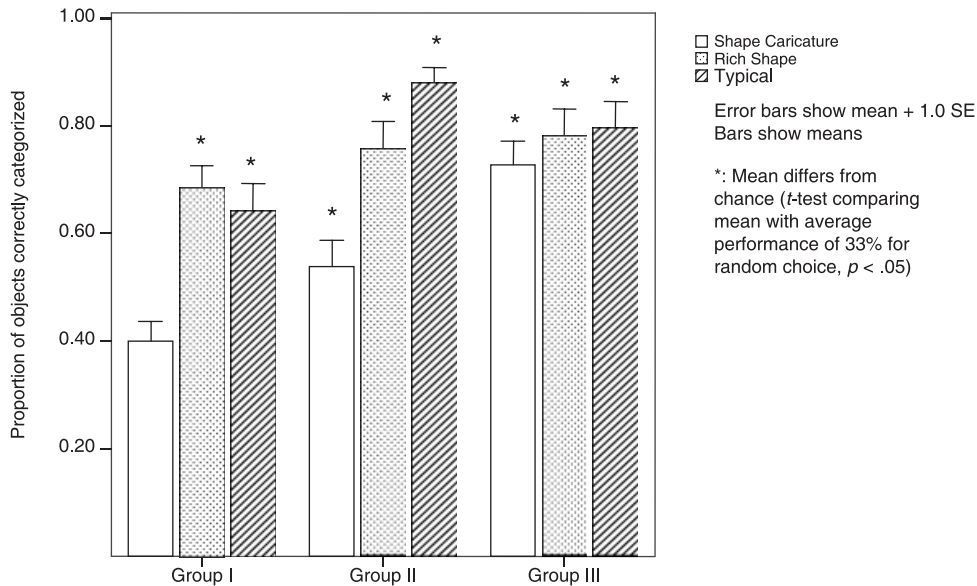 Proportion of objects correctly categorized
1.00
0.80
0.60
0.40
0.20
*
*
*
*
*
*
*
*
Group I
Group II
Group III
Shape Caricature
Rich Shape
Typical
Error bars show mean + 1.0 SE
Bars show means
*: Mean differs from
chance (t-test comparing
mean with average
performance of 33% for
random choice, p < .05)